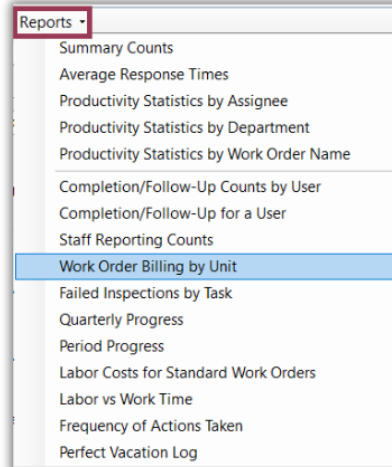 Reports
Summary Counts
Average Response Times
Productivity Statistics by Assignee
Productivity Statistics by Department
Productivity Statistics by Work Order Name
Completion/Follow-Up Counts by User
Completion/Follow-Up for a User
Staff Reporting Counts
Work Order Billing by Unit
Failed Inspections by Task
Quarterly Progress
Period Progress
Labor Costs for Standard Work Orders
Labor vs Work Time
Frequency of Actions Taken
Perfect Vacation Log